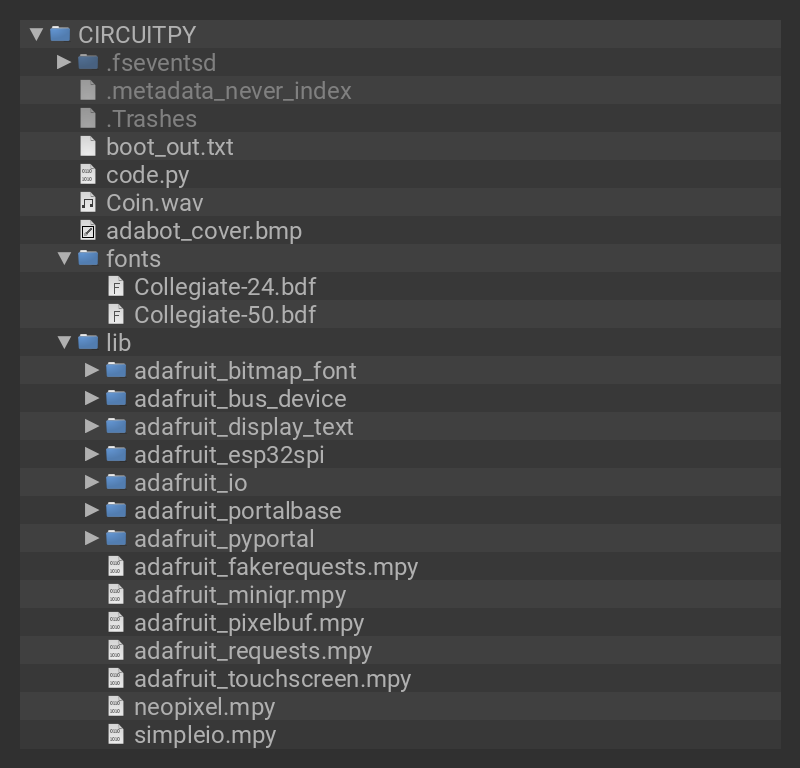 CIRCUITPY
.fseventsd
.metadata_never_index
.Trashes
boot_out.txt
code.py
Coin.wav
adabot_cover.bmp
fonts
Collegiate-24.bdf
Collegiate-50.bdf
lib
adafruit_bitmap_font
adafruit_bus_device
adafruit_display_text
adafruit_esp32spi
adafruit_io
adafruit_portalbase
adafruit_pyportal
adafruit_fakerequests.mpy
adafruit_miniqr.mpy
adafruit_pixelbuf.mpy
adafruit_requests.mpy
adafruit_touchscreen.mpy
neopixel.mpy
simpleio.mpy